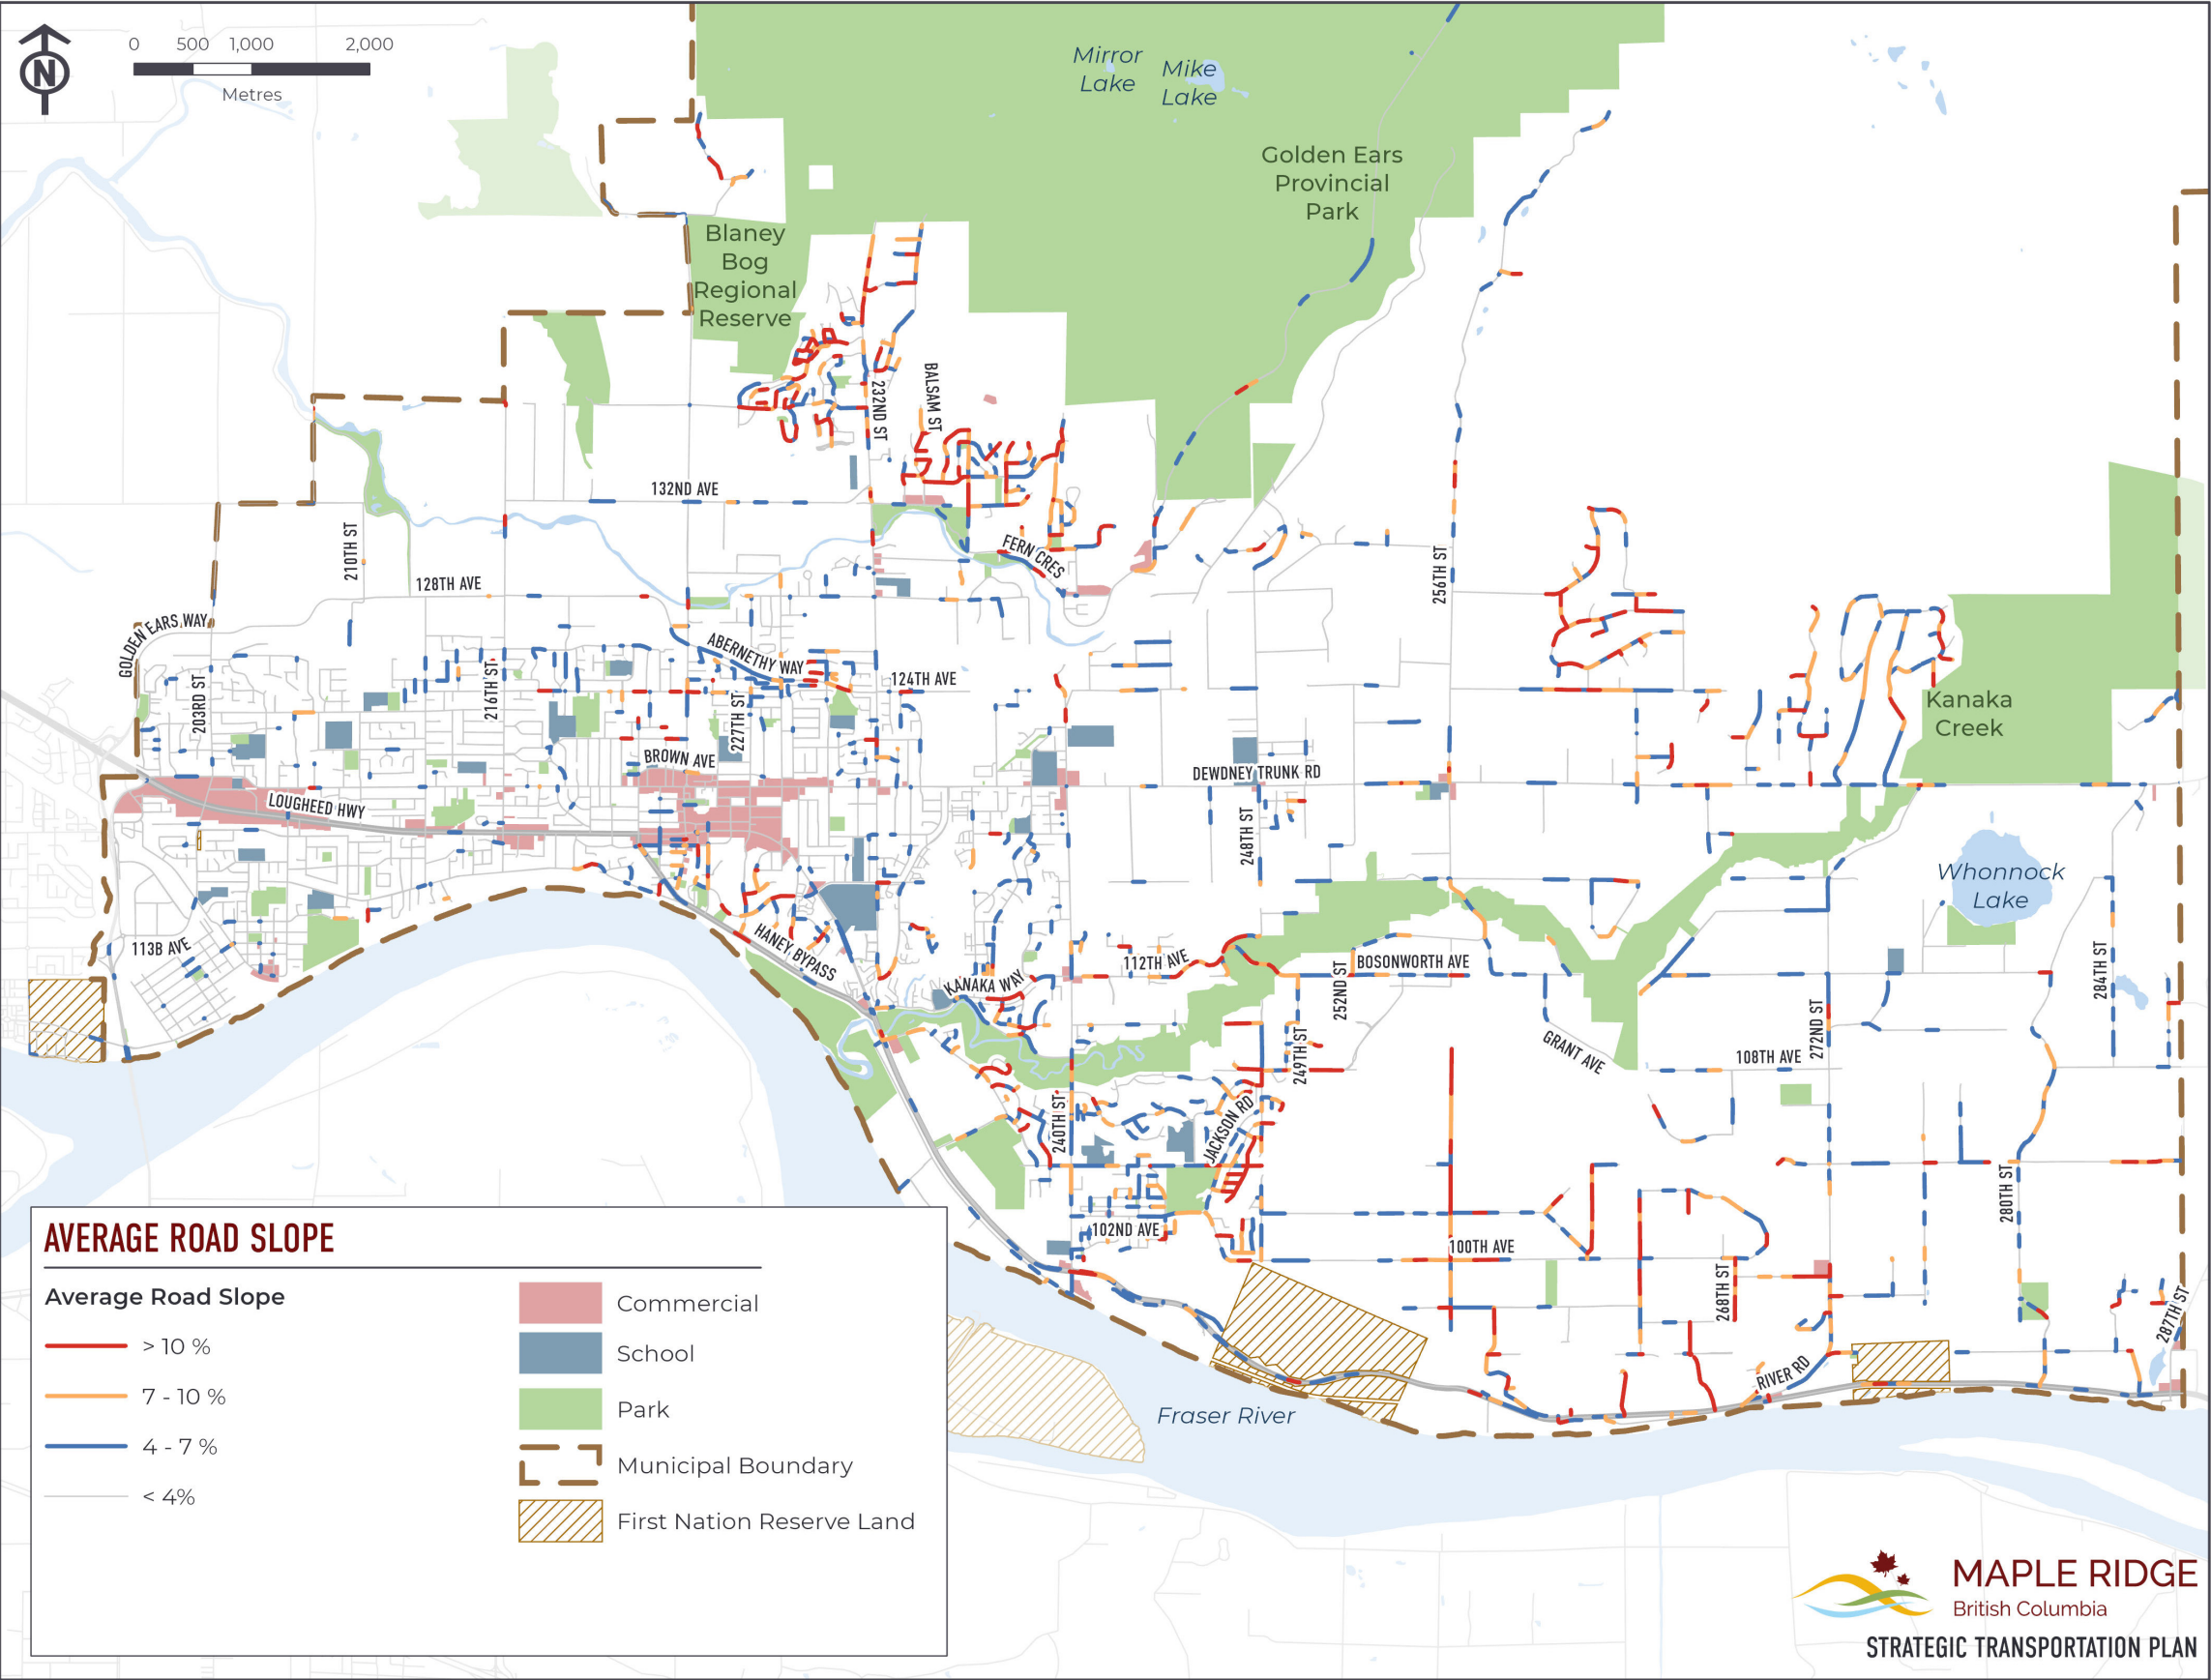 N
0 500 1,000 2,000
Metres
Mirror
Lake
Mike
Lake
Golden Ears
Provincial
Park
Blaney
Bog
Regional
Reserve
232ND ST
BALSAM ST
132ND AVE
210TH ST
FERN CRES
256TH ST
128TH AVE
GOLDEN EARS WAY
ABERNETHY WAY
124TH AVE
203RD ST
216TH ST
227TH ST
Kanaka
Creek
BROWN AVE
DEWDNEY TRUNK RD
LOUGHEED HWY
248TH ST
Whonnock
Lake
113B AVE
HANEY BYPASS
112TH AVE
BOSONWORTH AVE
KANAKA WAY
252ND ST
284TH ST
272ND ST
249TH ST
GRANT AVE
108TH AVE
240TH ST
JACKSON RD
280TH ST
102ND AVE
100TH AVE
268TH ST
287TH ST
RIVER RD
Fraser River
AVERAGE ROAD SLOPE
Average Road Slope
> 10 %
7 - 10 %
4 - 7 %
< 4%
Commercial
School
Park
Municipal Boundary
First Nation Reserve Land
MAPLE RIDGE
British Columbia
STRATEGIC TRANSPORTATION PLAN